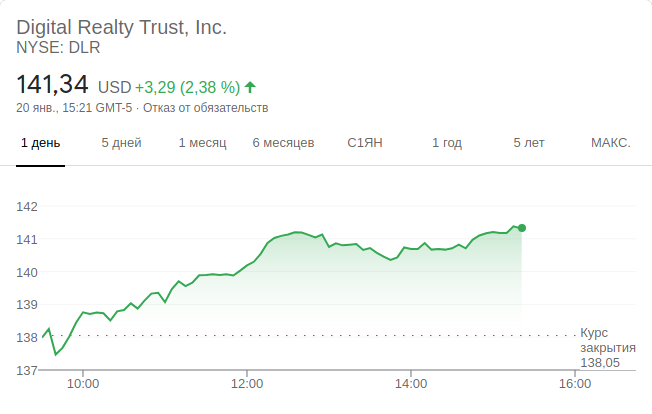 Digital Realty Trust, Inc.
NYSE: DLR
141,34 USD +3,29 (2,38 %)
20 янв., 15:21 GMT-5 · Отказ от обязательств
1 день 5 дней 1 месяц 6 месяцев С1ЯН 1 год 5 лет МАКС.
142
141
140
139
138
137
Курс
закрытия
138,05
10:00 12:00 14:00 16:00